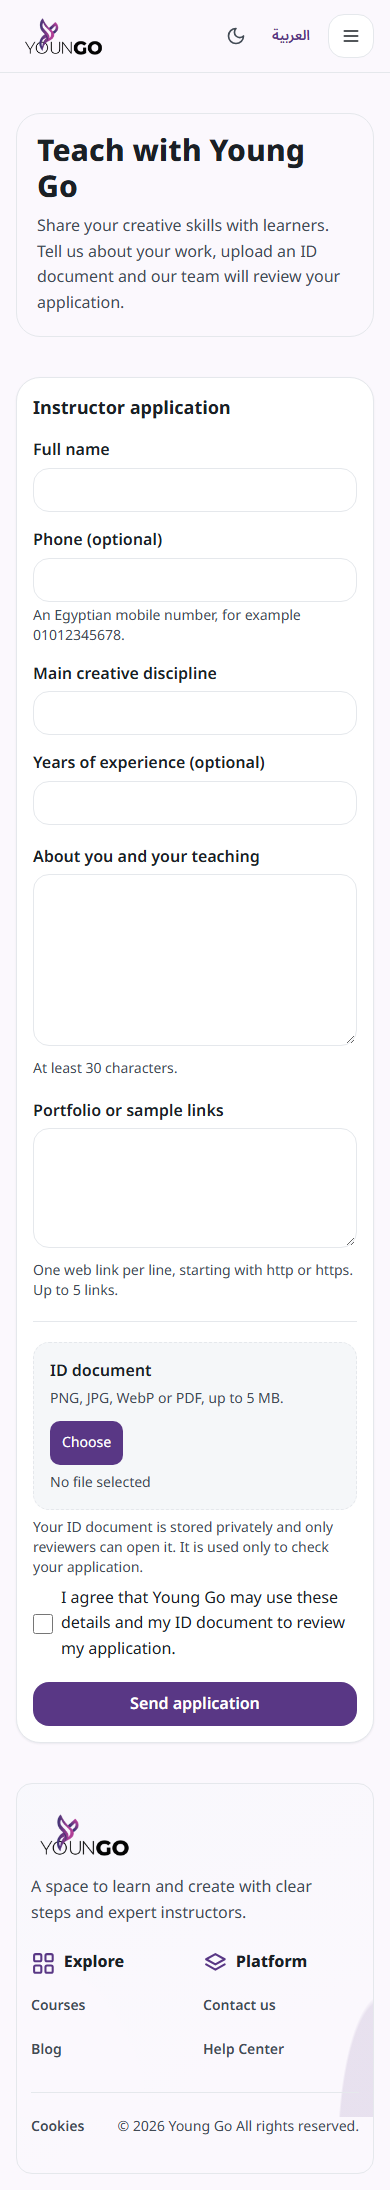 YOUNGO
العربية
Teach with Young
Go
Share your creative skills with learners.
Tell us about your work, upload an ID
document and our team will review your
application.
Instructor application
Full name
Phone (optional)
An Egyptian mobile number, for example
01012345678.
Main creative discipline
Years of experience (optional)
About you and your teaching
At least 30 characters.
Portfolio or sample links
One web link per line, starting with http or https.
Up to 5 links.
ID document
PNG, JPG, WebP or PDF, up to 5 MB.
Choose
No file selected
Your ID document is stored privately and only
reviewers can open it. It is used only to check
your application.
I agree that Young Go may use these
details and my ID document to review
my application.
Send application
YOUNGO
A space to learn and create with clear
steps and expert instructors.
Explore
Platform
Courses
Contact us
Blog
Help Center
Cookies
© 2026 Young Go All rights reserved.